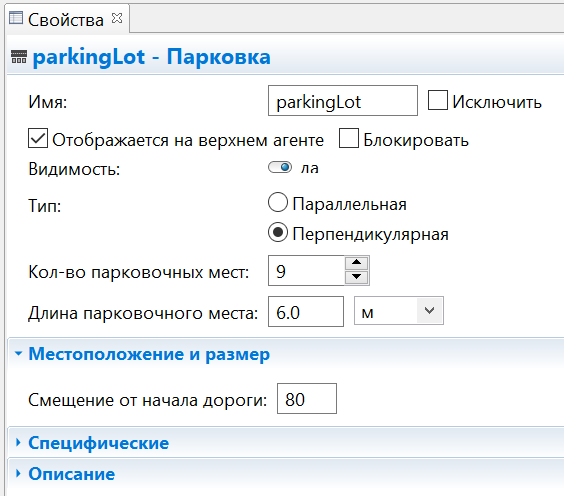 Свойства
parkingLot - Парковка
Имя: parkingLot Исключить
Отображается на верхнем агенте Блокировать
Видимость: да
Тип: Параллельная
Перпендикулярная
Кол-во парковочных мест: 9
Длина парковочного места: 6.0 м
Местоположение и размер
Смещение от начала дороги: 80
Специфические
Описание